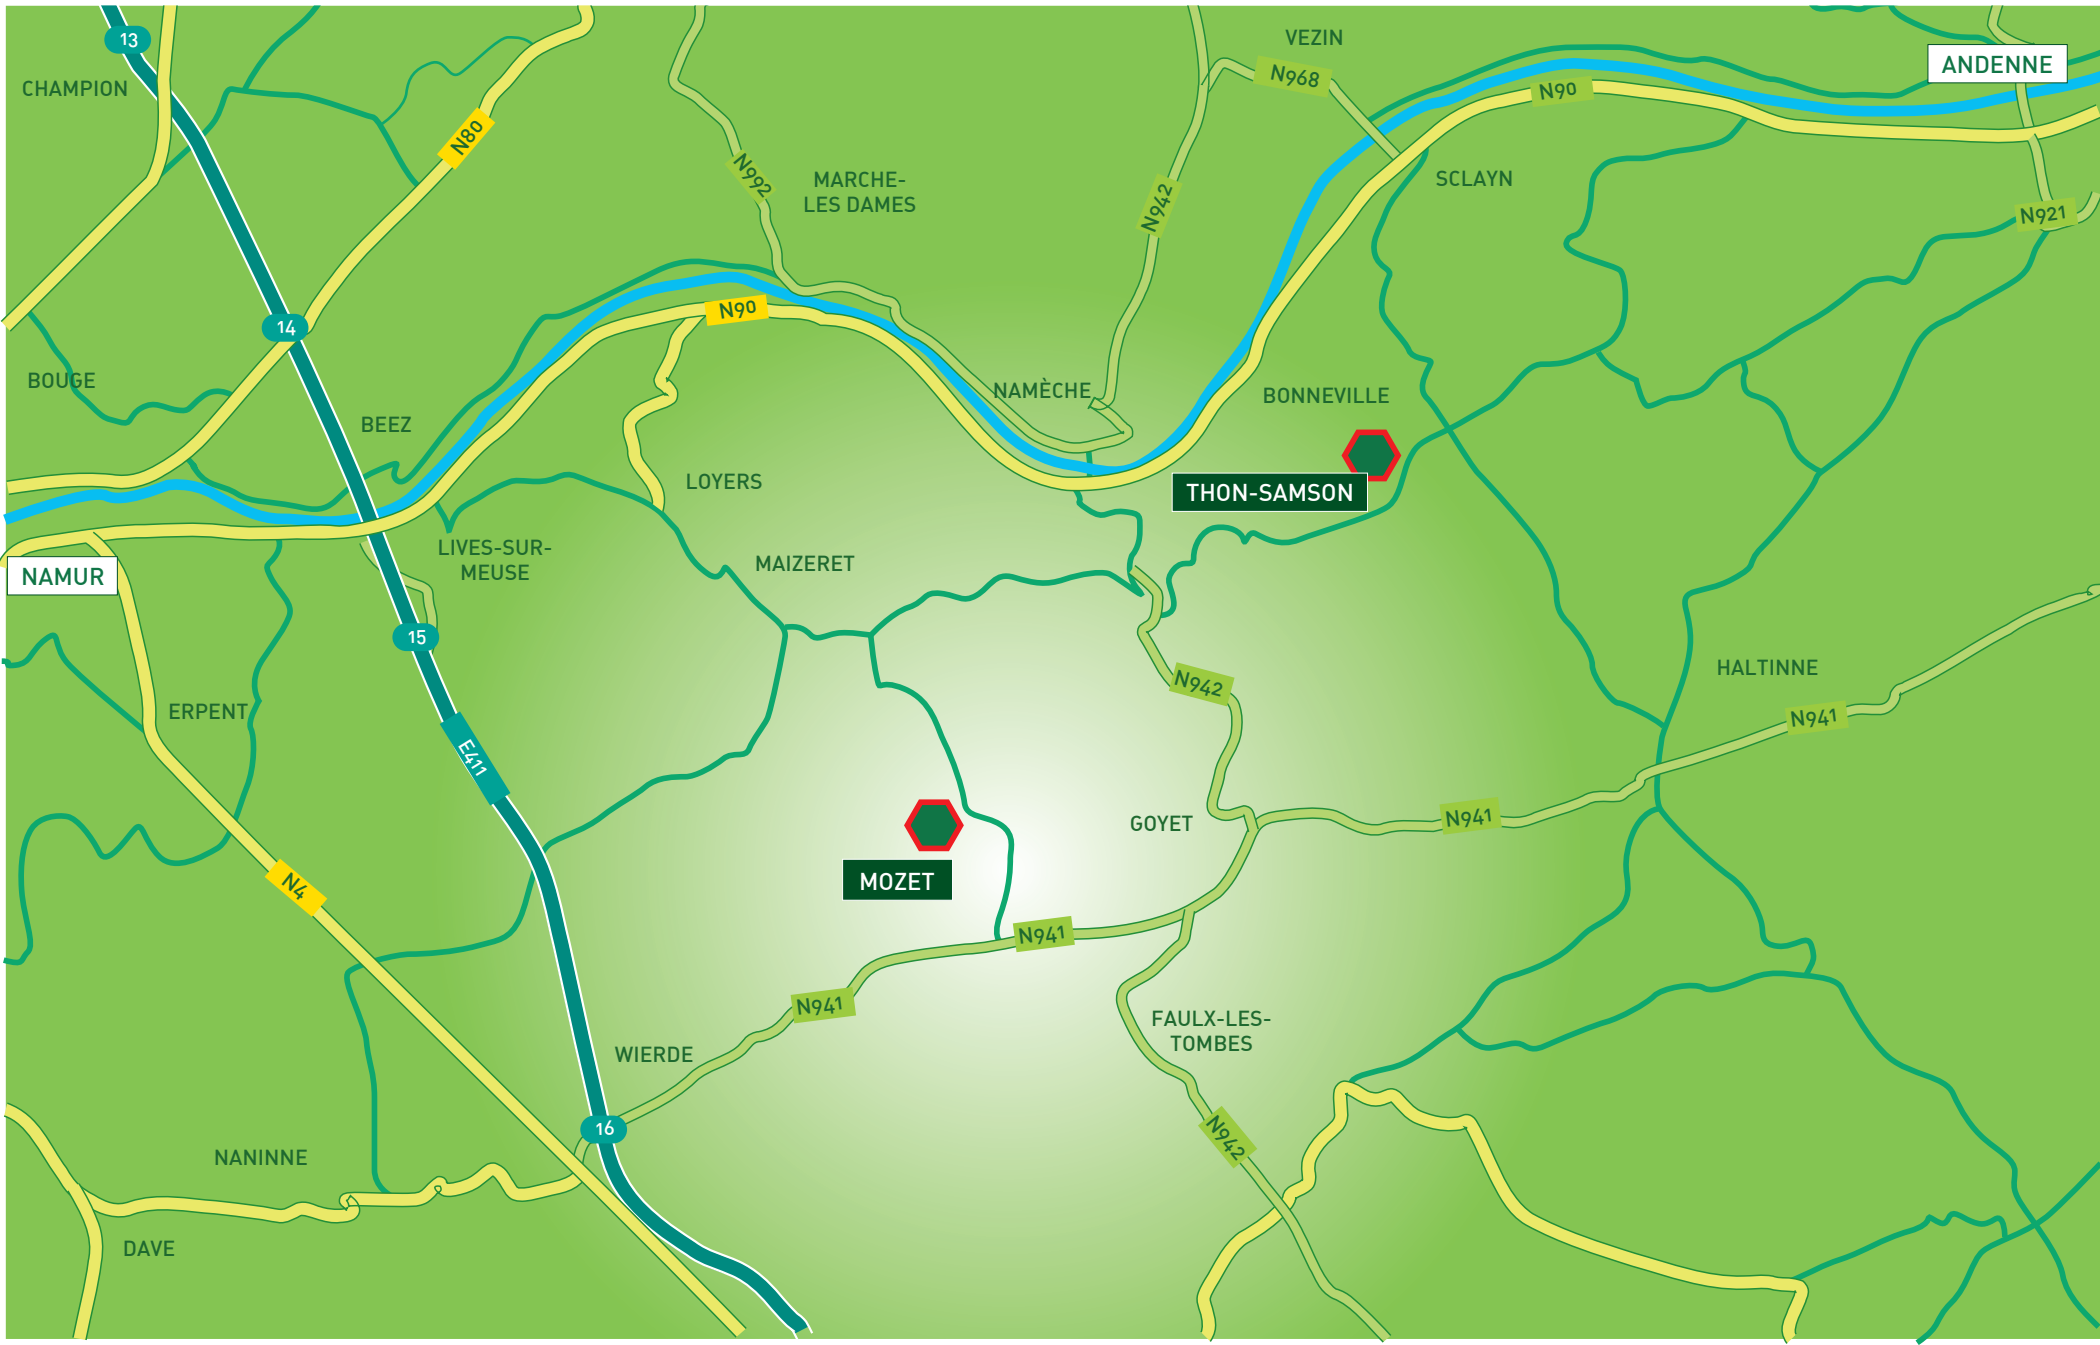 13
VEZIN
ANDENNE
N968
CHAMPION
N90
N80
N992
MARCHE-
LES DAMES
N942
SCLAYN
N921
N90
14
BOUGE
NAMÈCHE
BONNEVILLE
BEEZ
LOYERS
THON-SAMSON
LIVES-SUR-
MEUSE
MAIZERET
NAMUR
15
HALTINNE
N942
ERPENT
N941
E411
N941
GOYET
N4
MOZET
N941
N941
FAULX-LES-
TOMBES
WIERDE
16
N942
NANINNE
DAVE